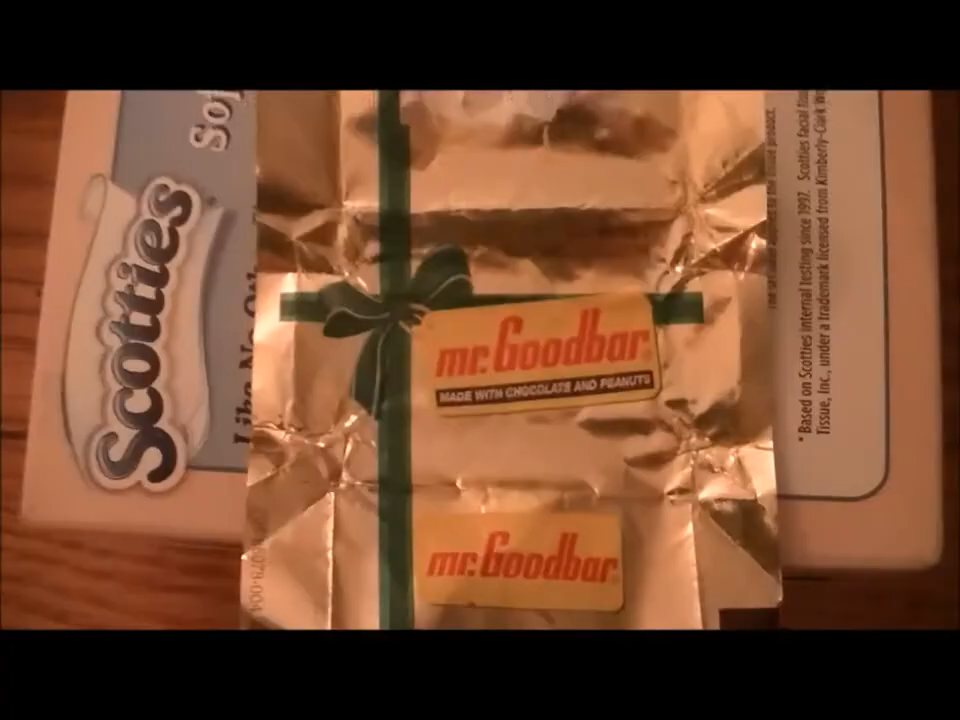 Scotties
mr.Goodbar
MADE WITH CHOCOLATE AND PEANUTS
mr.Goodbar
* Based on Scotties internal testing since 1997. Scotties facial
Tissue, Inc., under a trademark licensed from Kimberly-Clark